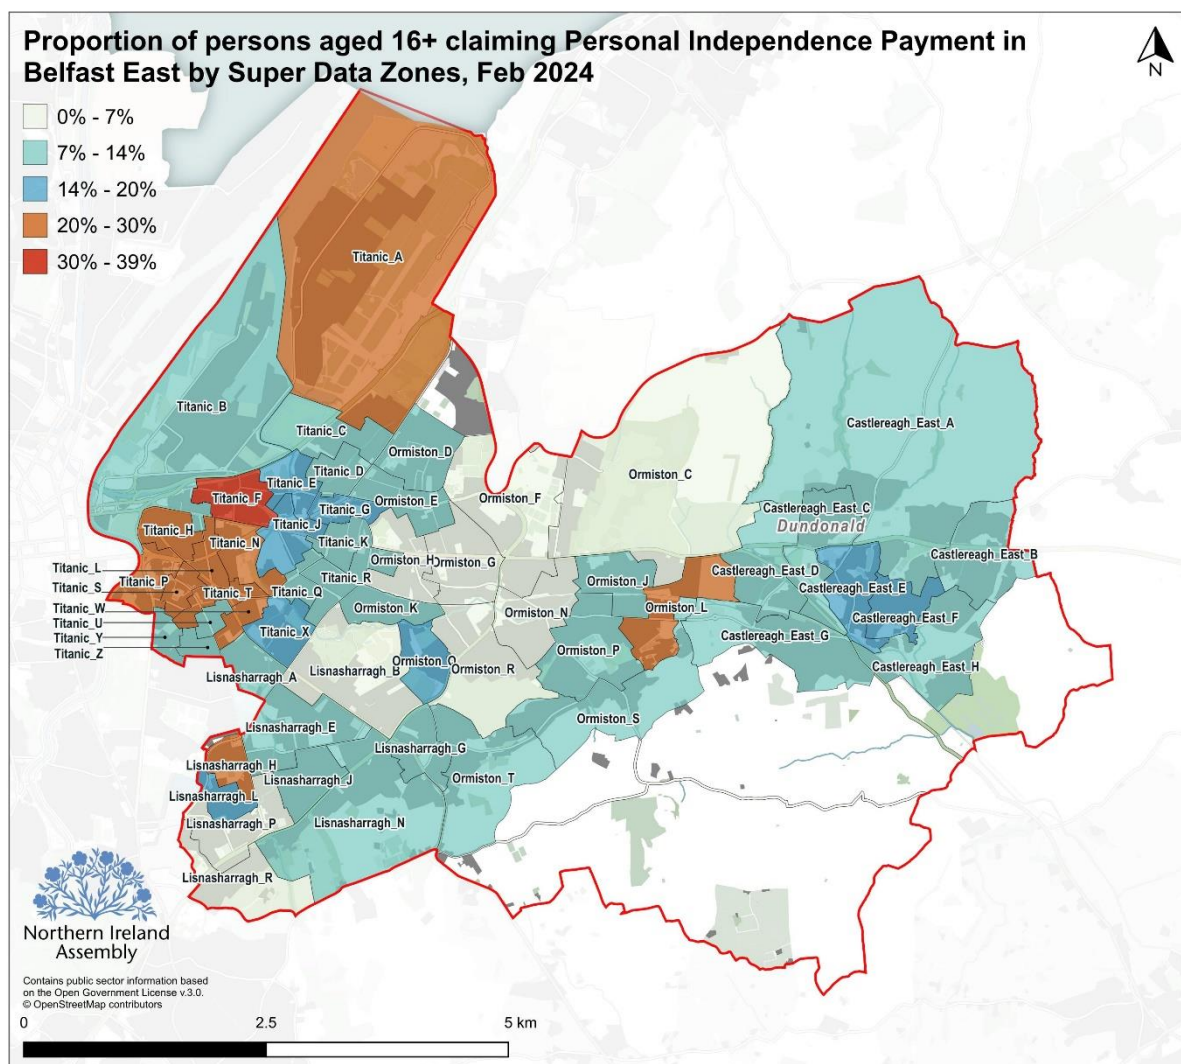 Proportion of persons aged 16+ claiming Personal Independence Payment in
Belfast East by Super Data Zones, Feb 2024
N
0% - 7%
7% - 14%
14% - 20%
20% - 30%
30% - 39%
Titanic_A
Titanic_B
Titanic_C
Castlereagh_East_A
Ormiston_D
Titanic_D
Titanic_E
Ormiston_C
Titanic_F
Ormiston_E
Ormiston_F
Titanic_G
Castlereagh_East_C
Titanic_H
Titanic_J
Dundonald
Titanic_N
Titanic_K
Castlereagh_East_B
Ormiston_H
Ormiston_G
Titanic_L
Castlereagh_East_D
Titanic_P
Titanic_R
Ormiston_J
Titanic_S
Titanic_T
Titanic_Q
Castlereagh_East_E
Titanic_W
Ormiston_K
Ormiston_N
Ormiston_L
Titanic_U
Castlereagh_East_F
Titanic_X
Titanic_Y
Castlereagh_East_G
Titanic_Z
Ormiston_P
Ormiston_O
Lisnasharragh_B
Ormiston_R
Castlereagh_East_H
Lisnasharragh_A
Ormiston_S
Lisnasharragh_E
Lisnasharragh_G
Lisnasharragh_H
Lisnasharragh_J
Ormiston_T
Lisnasharragh_L
Lisnasharragh_P
Lisnasharragh_N
Lisnasharragh_R
Northern Ireland
Assembly
Contains public sector information based
on the Open Government License v.3.0.
© OpenStreetMap contributors
0 2.5 5 km